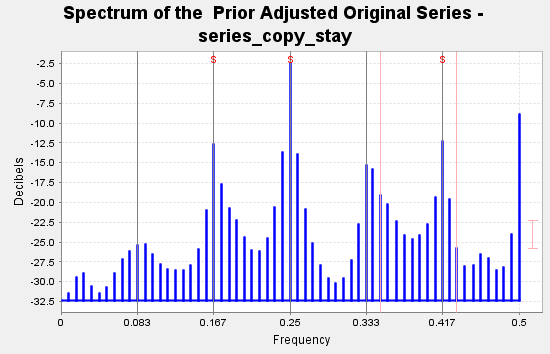 Spectrum of the Prior Adjusted Original Series -
series_copy_stay
S S S
-2.5
-5.0
-7.5
-10.0
-12.5
-15.0
-17.5
-20.0
-22.5
-25.0
-27.5
-30.0
-32.5
Decibels
0 0.083 0.167 0.25 0.333 0.417 0.5
Frequency